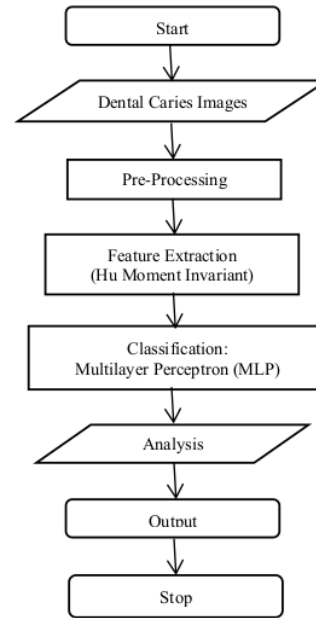 Start
Dental Caries Images
Pre-Processing
Feature Extraction
(Hu Moment Invariant)
Classification:
Multilayer Perceptron (MLP)
Analysis
Output
Stop